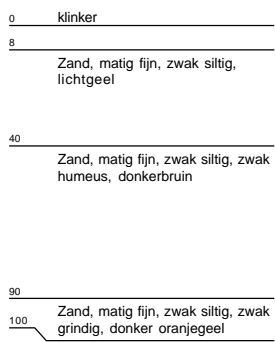 0 klinker
8
Zand, matig fijn, zwak siltig,
lichtgeel
40
Zand, matig fijn, zwak siltig, zwak
humeus, donkerbruin
90
Zand, matig fijn, zwak siltig, zwak
100 grindig, donker oranjegeel